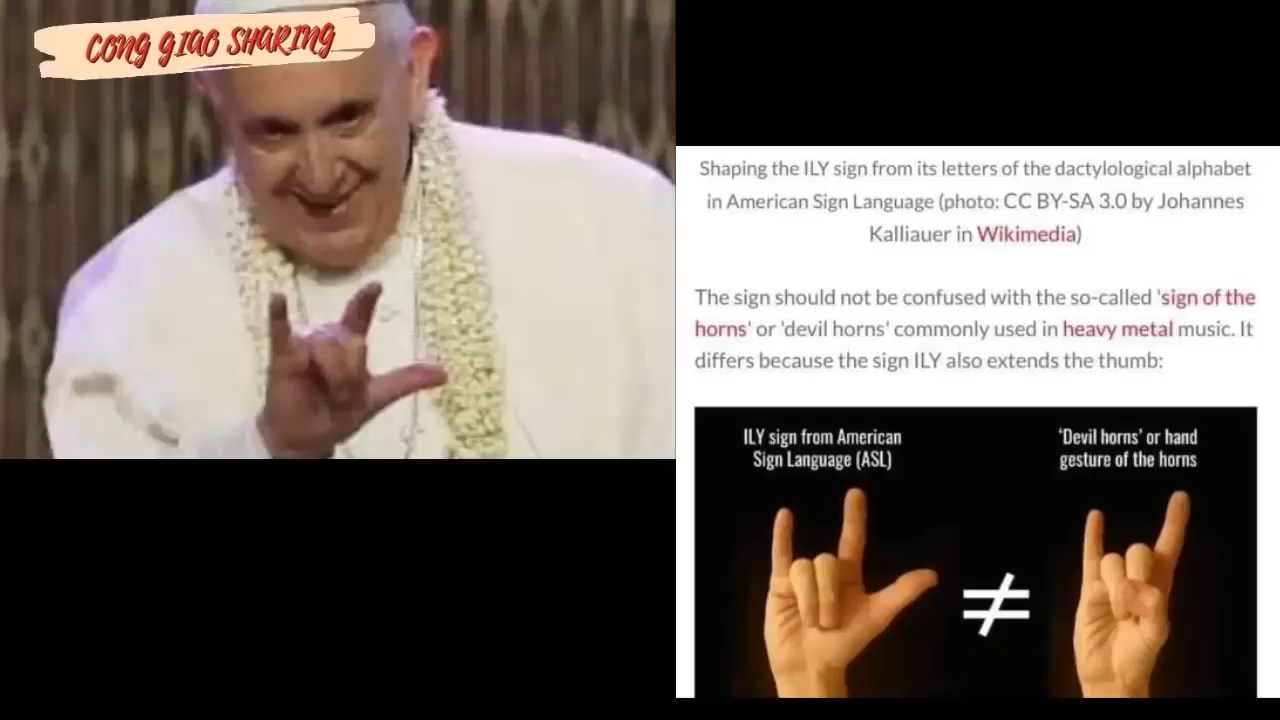 CONG GIAO SHARING
Shaping the ILY sign from its letters of the dactylological alphabet
in American Sign Language (photo: CC BY-SA 3.0 by Johannes
Kalliauer in Wikimedia)
The sign should not be confused with the so-called 'sign of the
horns' or 'devil horns' commonly used in heavy metal music. It
differs because the sign ILY also extends the thumb:
ILY sign from American
Sign Language (ASL)
'Devil horns' or hand
gesture of the horns
≠